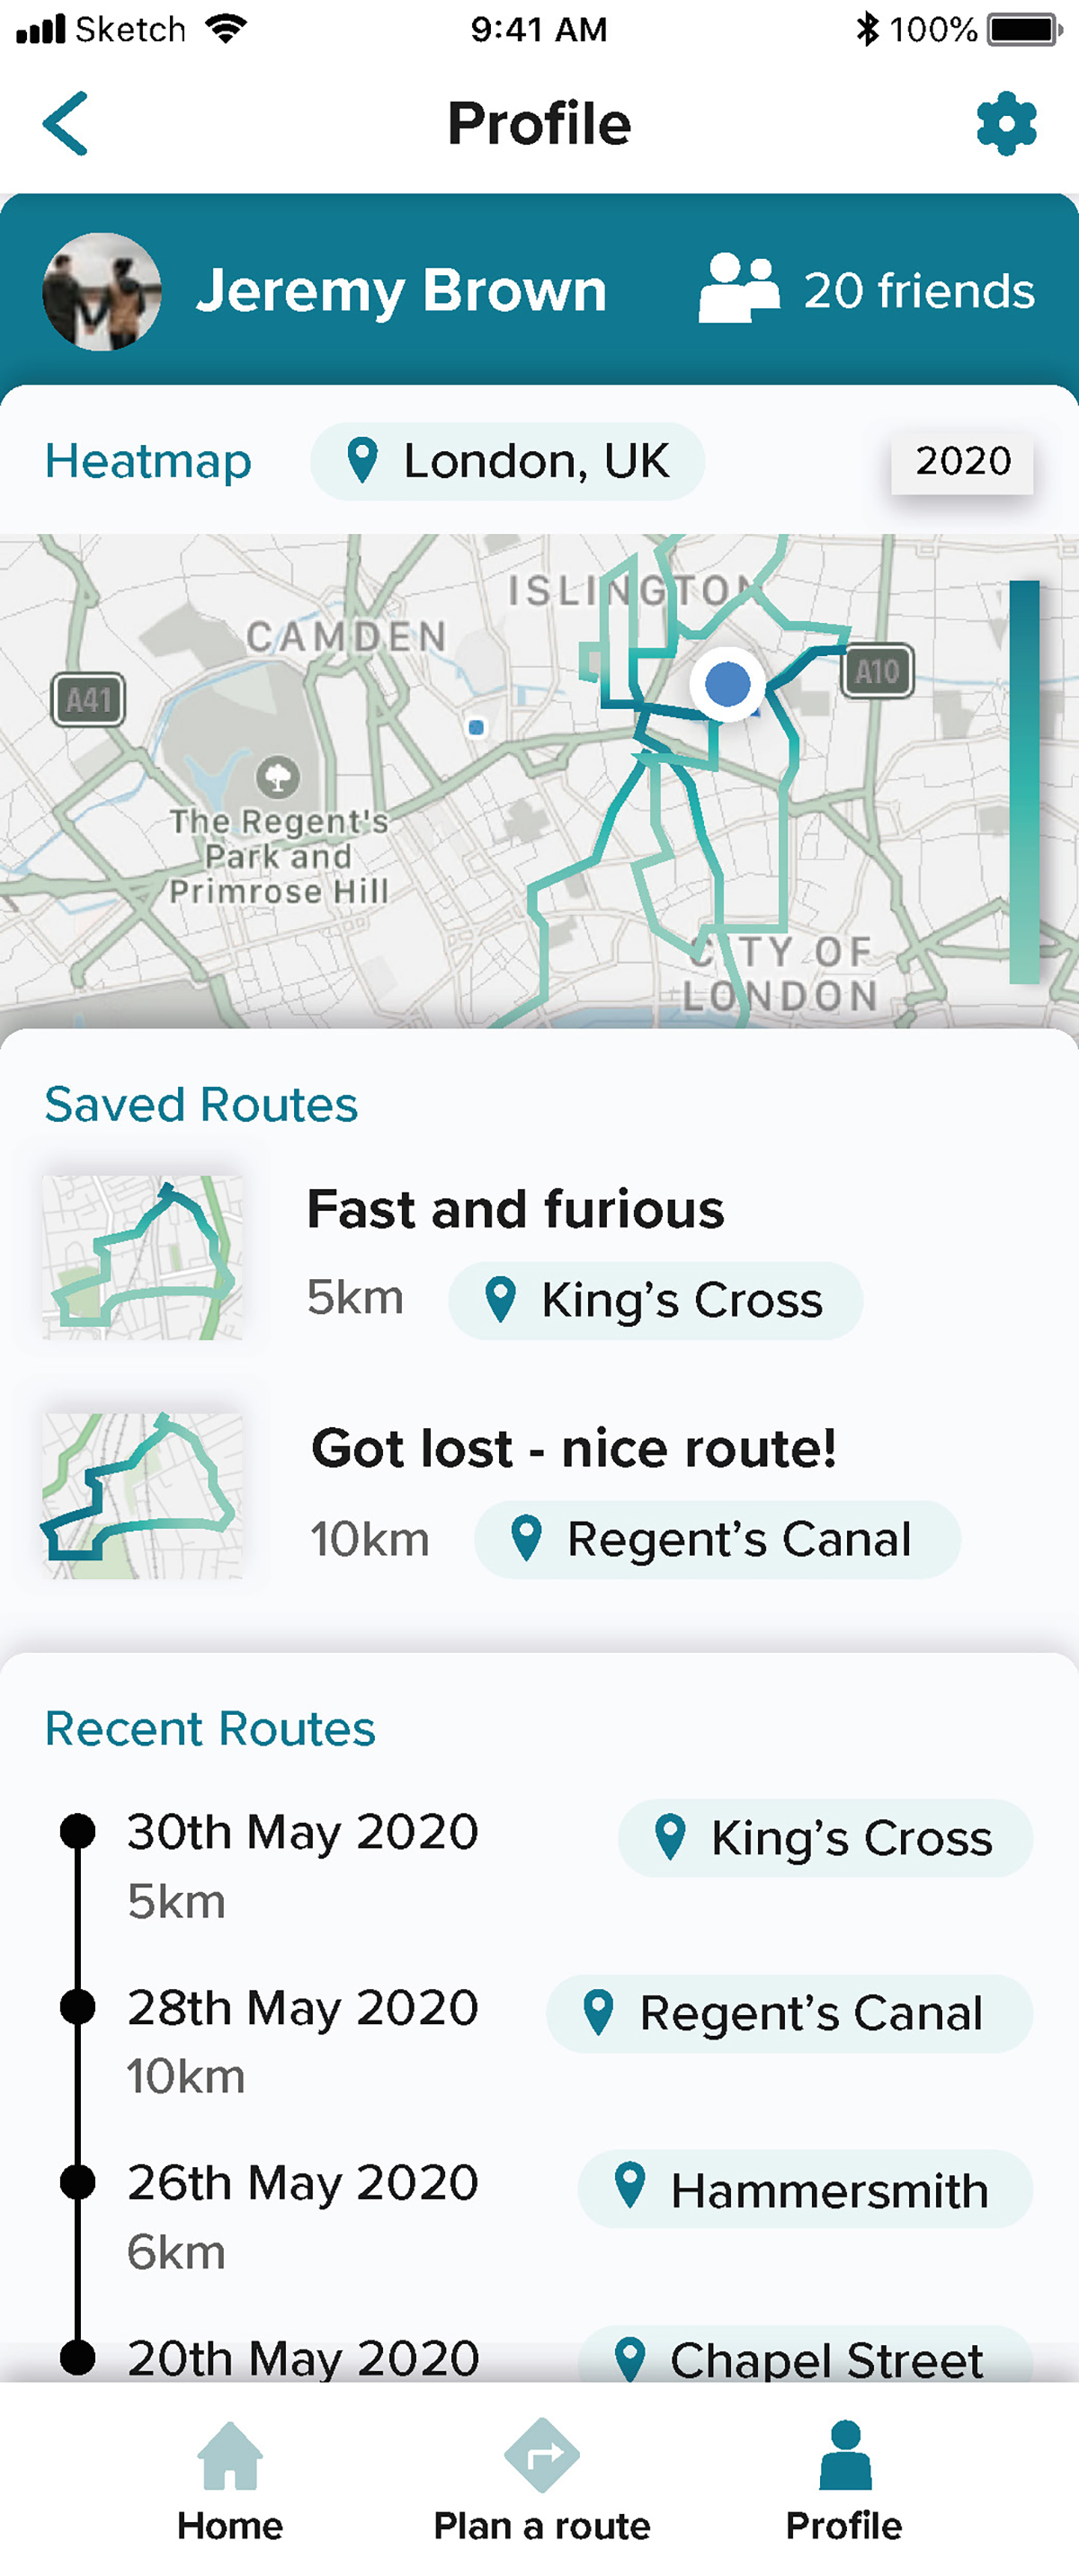 Sketch 9:41 AM 100%
Profile
Jeremy Brown 20 friends
Heatmap London, UK 2020
ISLINGTON
CAMDEN
A41
A10
The Regent's
Park and
Primrose Hill
CITY OF
LONDON
Saved Routes
Fast and furious
5km King’s Cross
Got lost - nice route!
10km Regent’s Canal
Recent Routes
30th May 2020 King’s Cross
5km
28th May 2020 Regent’s Canal
10km
26th May 2020 Hammersmith
6km
20th May 2020 Chapel Street
Home Plan a route Profile